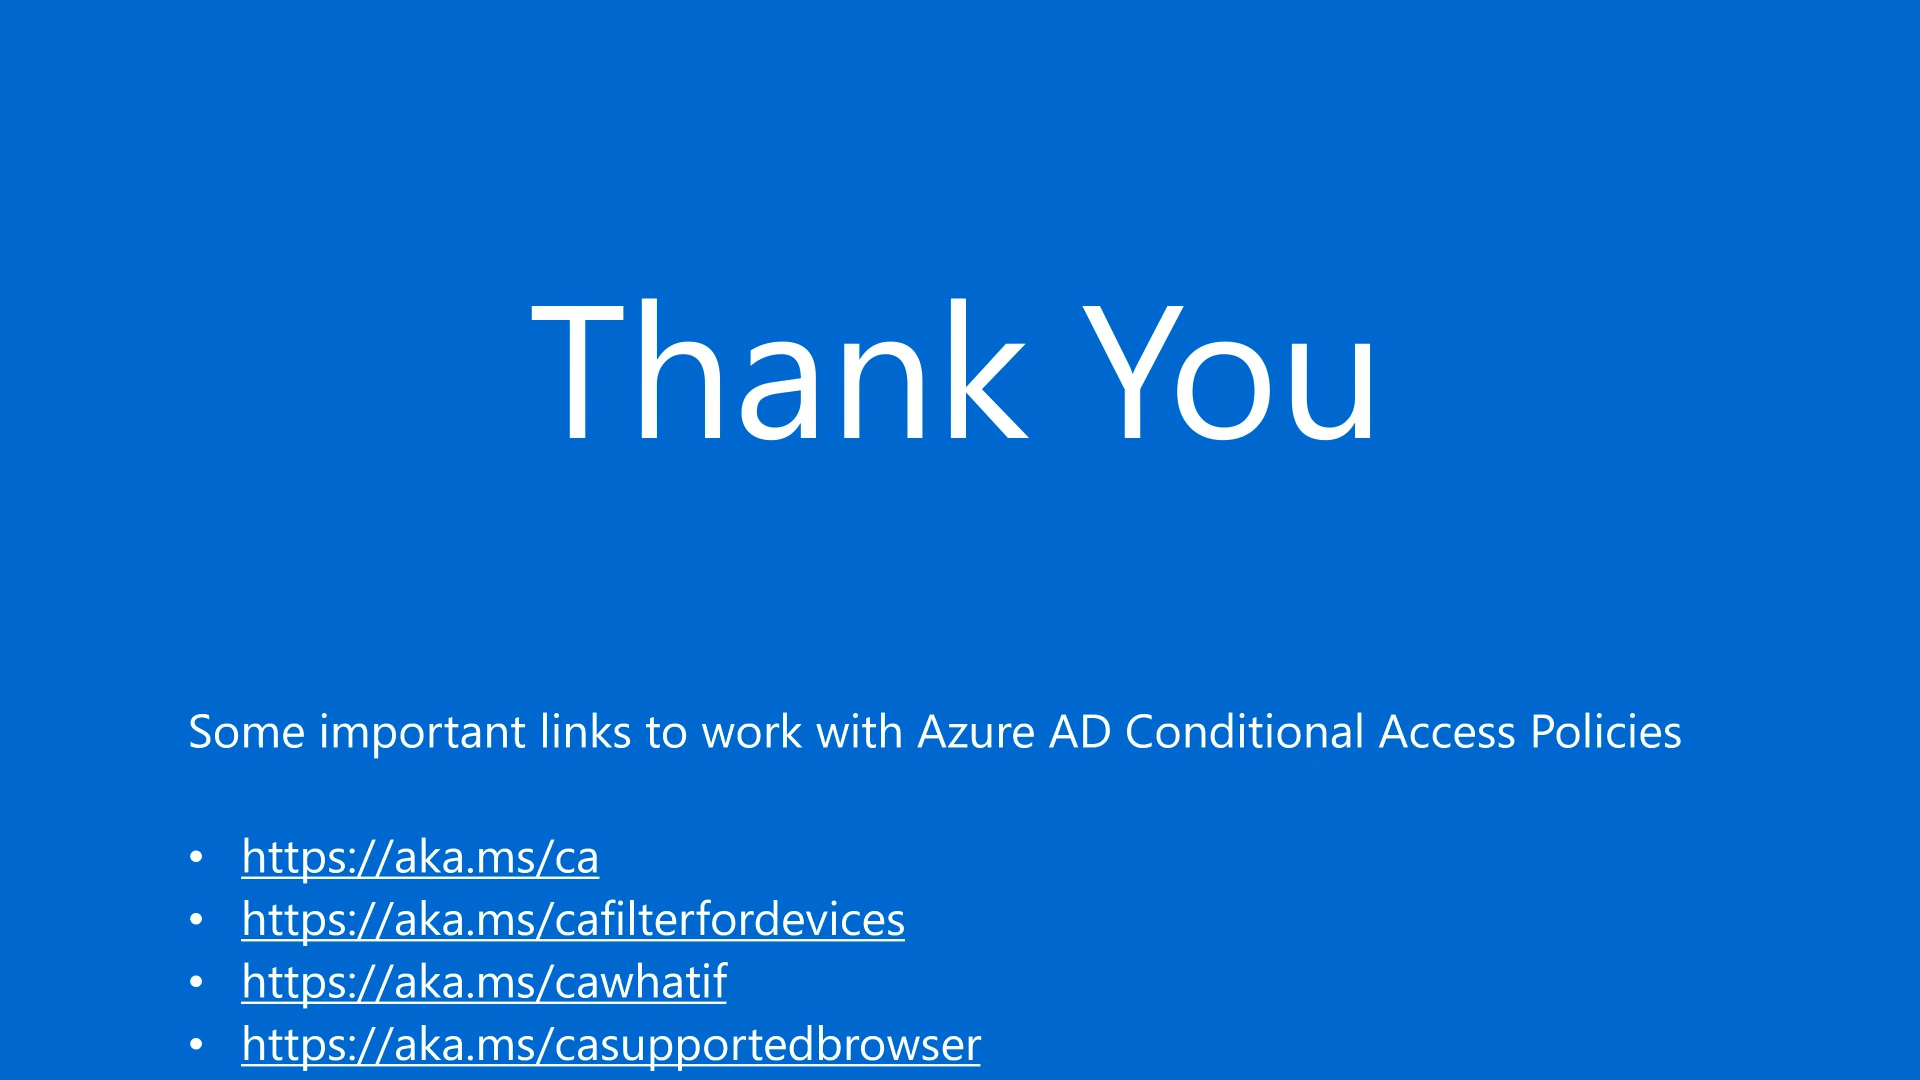 Thank You
Some important links to work with Azure AD Conditional Access Policies
• https://aka.ms/ca
• https://aka.ms/cafilterfordevices
• https://aka.ms/cawhatif
• https://aka.ms/casupportedbrowser